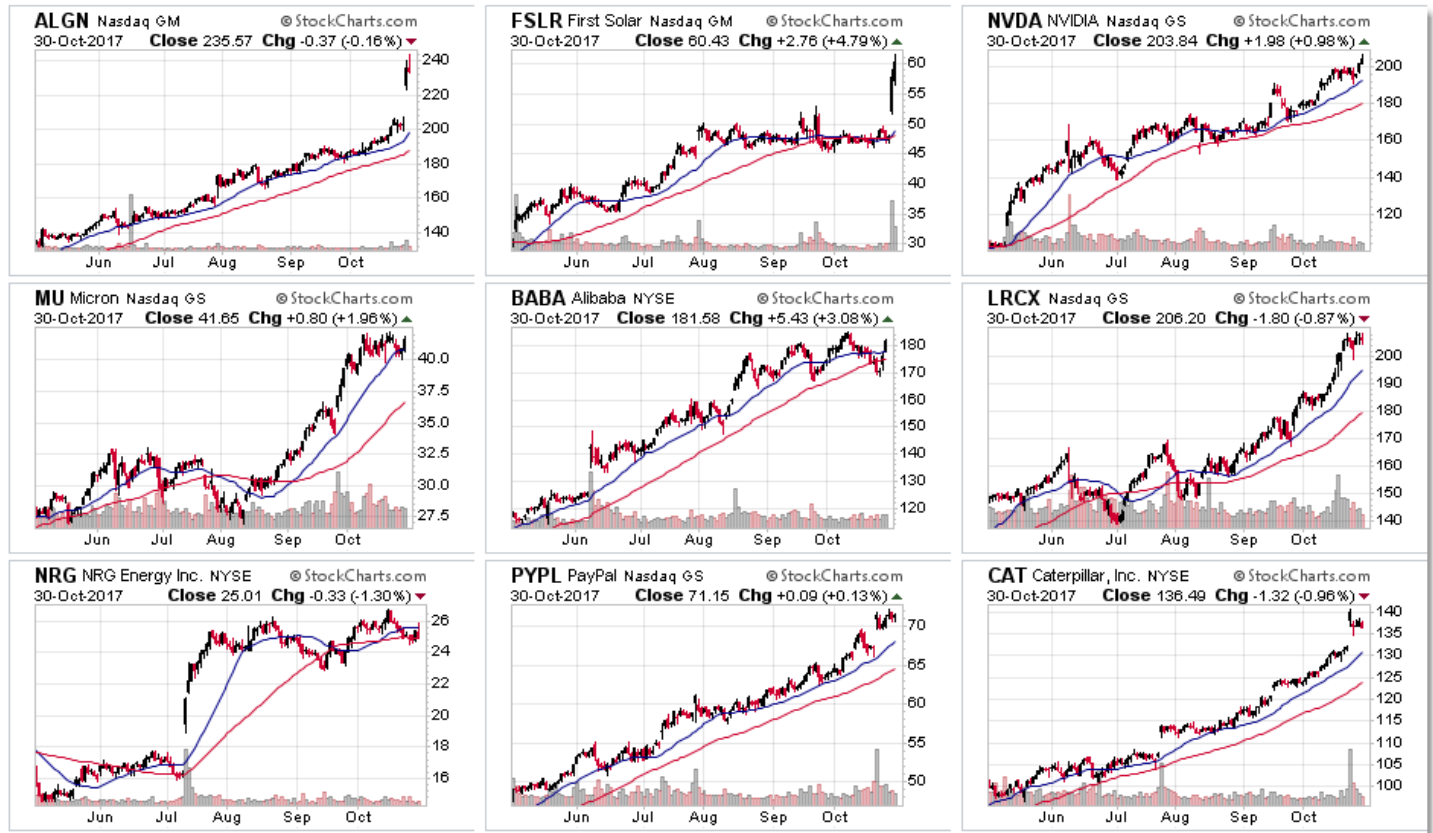 ALGN Nasdaq GM © StockCharts.com
30-Oct-2017 Close 235.57 Chg -0.37 (-0.16%)
240
220
200
180
160
140
Jun Jul Aug Sep Oct
FSLR First Solar Nasdaq GM © StockCharts.com
30-Oct-2017 Close 60.43 Chg +2.76 (+4.79%)
60
55
50
45
40
35
30
Jun Jul Aug Sep Oct
NVDA NVIDIA Nasdaq GS © StockCharts.com
30-Oct-2017 Close 203.84 Chg +1.98 (+0.98%)
200
180
160
140
120
Jun Jul Aug Sep Oct
MU Micron Nasdaq GS © StockCharts.com
30-Oct-2017 Close 41.65 Chg +0.80 (+1.96%)
40.0
37.5
35.0
32.5
30.0
27.5
Jun Jul Aug Sep Oct
BABA Alibaba NYSE © StockCharts.com
30-Oct-2017 Close 181.58 Chg +5.43 (+3.08%)
180
170
160
150
140
130
120
Jun Jul Aug Sep Oct
LRCX Nasdaq GS © StockCharts.com
30-Oct-2017 Close 206.20 Chg -1.80 (-0.87%)
200
190
180
170
160
150
140
Jun Jul Aug Sep Oct
NRG NRG Energy Inc. NYSE © StockCharts.com
30-Oct-2017 Close 25.01 Chg -0.33 (-1.30%)
26
24
22
20
18
16
Jun Jul Aug Sep Oct
PYPL PayPal Nasdaq GS © StockCharts.com
30-Oct-2017 Close 71.15 Chg +0.09 (+0.13%)
70
65
60
55
50
Jun Jul Aug Sep Oct
CAT Caterpillar, Inc. NYSE © StockCharts.com
30-Oct-2017 Close 136.49 Chg -1.32 (-0.96%)
140
135
130
125
120
115
110
105
100
Jun Jul Aug Sep Oct